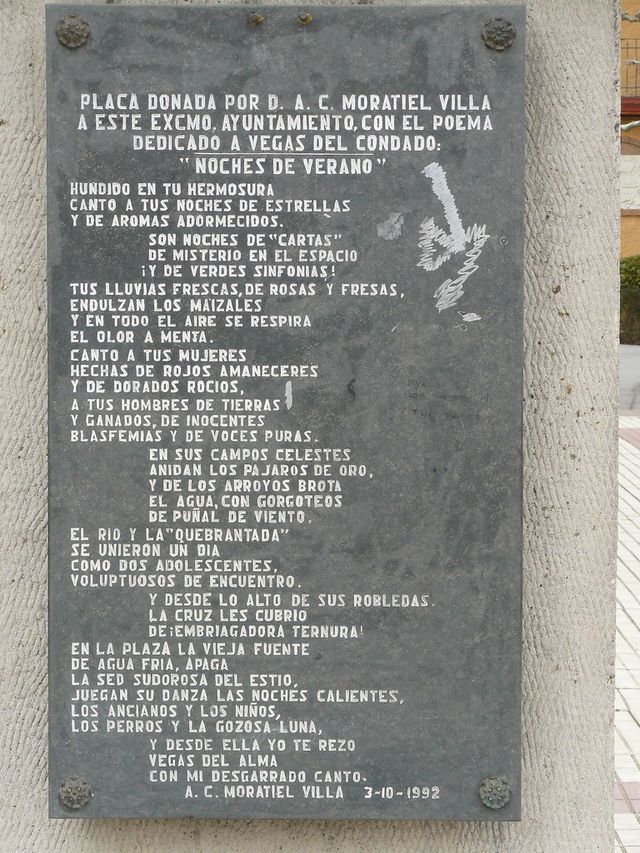 PLACA DONADA POR D. A. C. MORATIEL VILLA
A ESTE EXCMO. AYUNTAMIENTO, CON EL POEMA
DEDICADO A VEGAS DEL CONDADO:
"NOCHES DE VERANO"
HUNDIDO EN TU HERMOSURA
CANTO A TUS NOCHES DE ESTRELLAS
Y DE AROMAS ADORMECIDOS.
SON NOCHES DE "CARTAS"
DE MISTERIO EN EL ESPACIO
¡Y DE VERDES SINFONIAS!
TUS LLUVIAS FRESCAS, DE ROSAS Y FRESAS,
ENDULZAN LOS MAIZALES
Y EN TODO EL AIRE SE RESPIRA
EL OLOR A MENTA.
CANTO A TUS MUJERES
HECHAS DE ROJOS AMANECERES
Y DE DORADOS ROCIOS,
A TUS HOMBRES DE TIERRAS
Y GANADOS, DE INOCENTES
BLASFEMIAS Y DE VOCES PURAS.
EN SUS CAMPOS CELESTES
ANIDAN LOS PAJAROS DE ORO,
Y DE LOS ARROYOS BROTA
EL AGUA, CON GORGOTEOS
DE PUÑAL DE VIENTO.
EL RIO Y LA "QUEBRANTADA"
SE UNIERON UN DIA
COMO DOS ADOLESCENTES,
VOLUPTUOSOS DE ENCUENTRO.
Y DESDE LO ALTO DE SUS ROBLEDAS.
LA CRUZ LES CUBRIO
DE ¡EMBRIAGADORA TERNURA!
EN LA PLAZA LA VIEJA FUENTE
DE AGUA FRIA, APAGA
LA SED SUDOROSA DEL ESTIO,
JUEGAN SU DANZA LAS NOCHES CALIENTES,
LOS ANCIANOS Y LOS NIÑOS,
LOS PERROS Y LA GOZOSA LUNA,
Y DESDE ELLA YO TE REZO
VEGAS DEL ALMA
CON MI DESGARRADO CANTO.
A. C. MORATIEL VILLA 3-10-1992